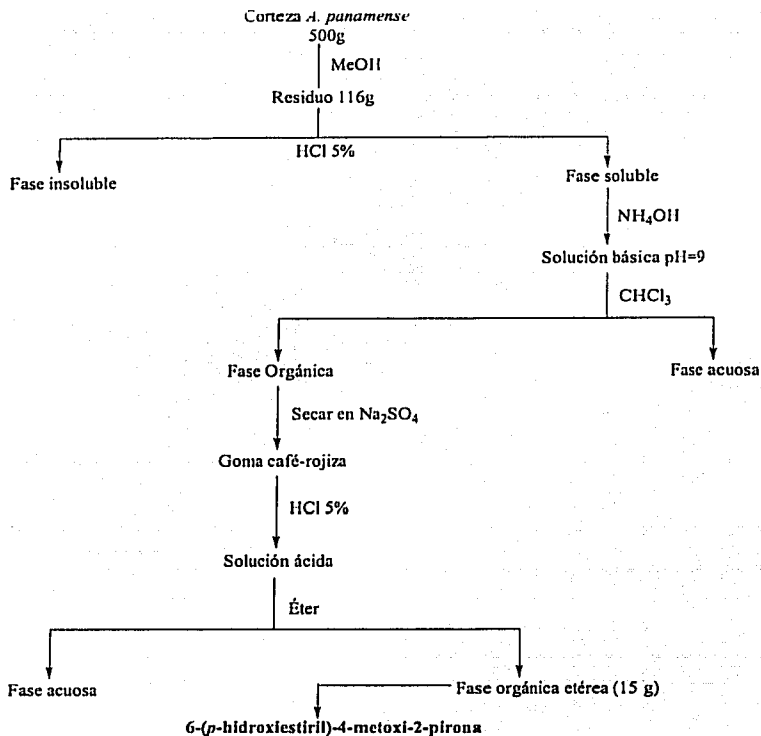 Corteza A. panamense
500g
MeOH
Residuo 116g
HCl 5%
Fase insoluble
Fase soluble
NH₄OH
Solución básica pH=9
CHCl₃
Fase Orgánica
Fase acuosa
Secar en Na₂SO₄
Goma café-rojiza
HCl 5%
Solución ácida
Éter
Fase acuosa
Fase orgánica etérea (15 g)
6-(p-hidroxiestiril)-4-metoxi-2-pirona